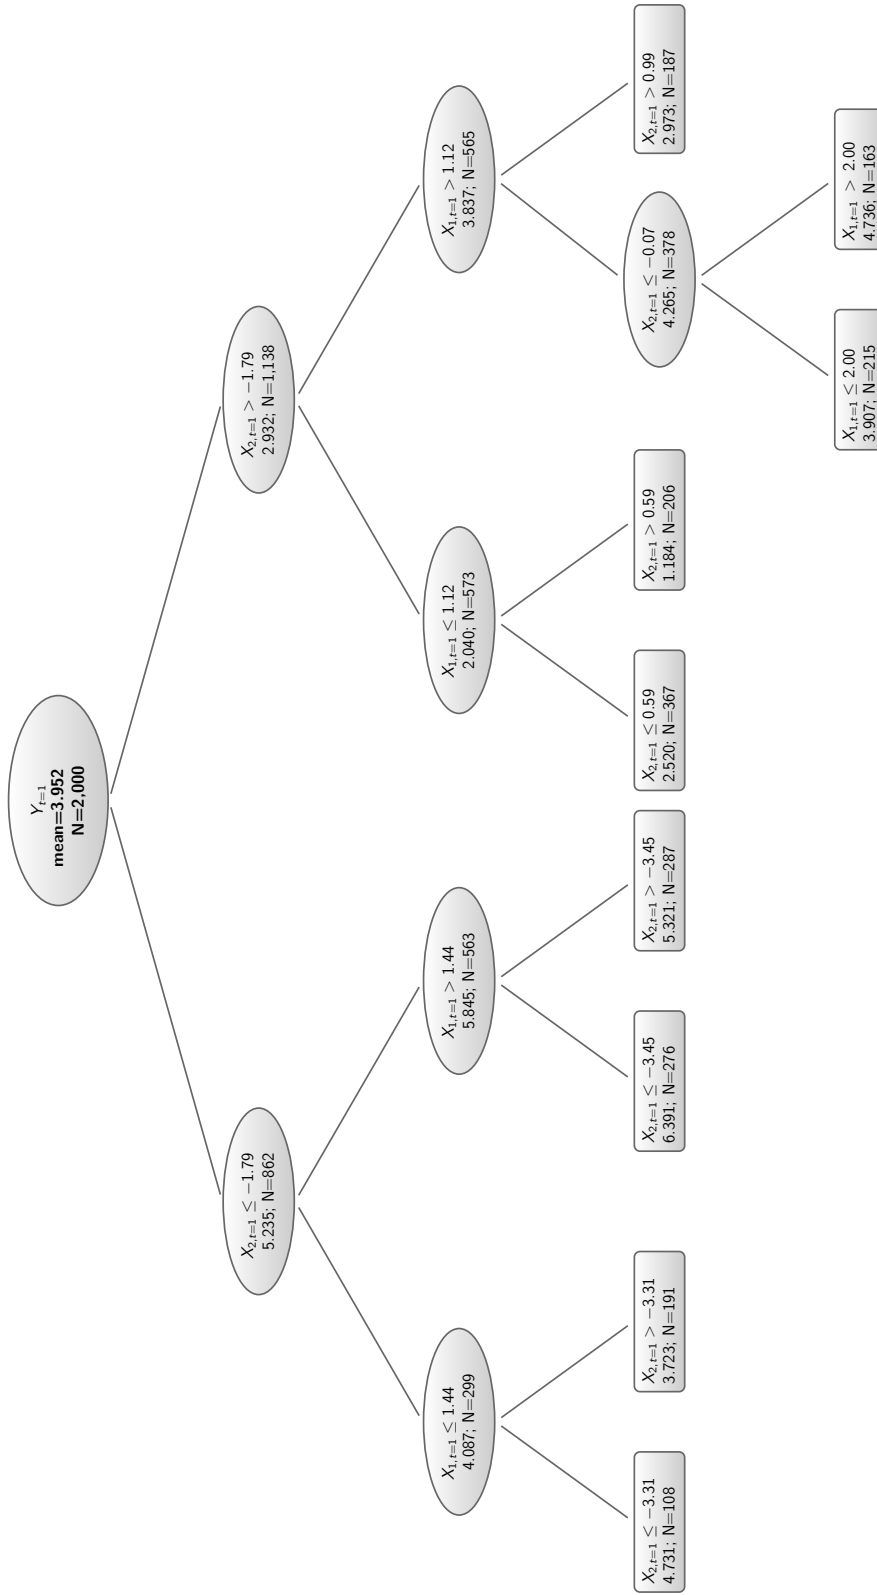 Y_{t=1}
mean=3.952
N=2,000
X_{2,t=1} ≤ −1.79
5.235; N=862
X_{2,t=1} > −1.79
2.932; N=1,138
X_{1,t=1} ≤ 1.44
4.087; N=299
X_{1,t=1} > 1.44
5.845; N=563
X_{1,t=1} ≤ 1.12
2.040; N=573
X_{1,t=1} > 1.12
3.837; N=565
X_{2,t=1} ≤ −3.31
4.731; N=108
X_{2,t=1} > −3.31
3.723; N=191
X_{2,t=1} ≤ −3.45
6.391; N=276
X_{2,t=1} > −3.45
5.321; N=287
X_{2,t=1} ≤ 0.59
2.520; N=367
X_{2,t=1} > 0.59
1.184; N=206
X_{2,t=1} ≤ −0.07
4.265; N=378
X_{2,t=1} > 0.99
2.973; N=187
X_{1,t=1} ≤ 2.00
3.907; N=215
X_{1,t=1} > 2.00
4.736; N=163